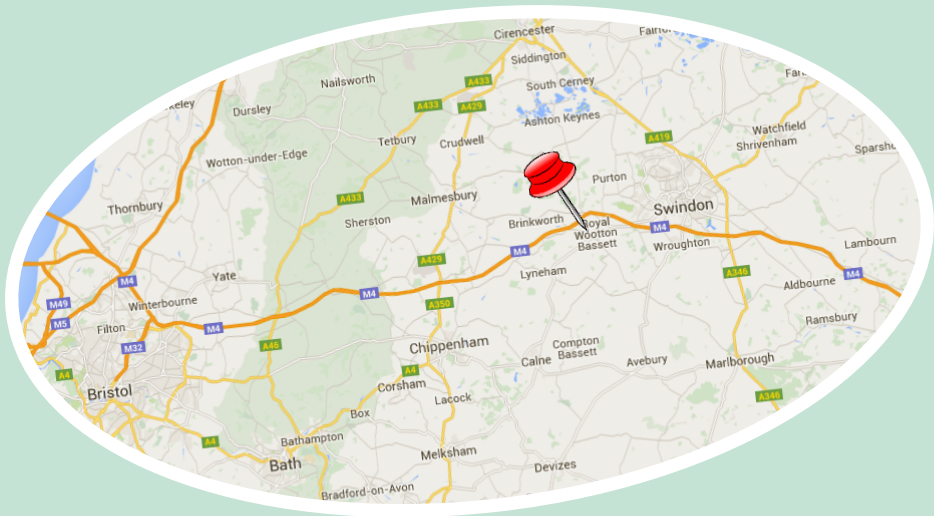 Cirencester
Siddington
Nailsworth
A433
South Cerney
Dursley
A433
A429
Ashton Keynes
Tetbury
Crudwell
A419
Watchfield
Shrivenham
Wotton-under-Edge
Purton
A433
Malmesbury
Thornbury
Sherston
Brinkworth
Royal
Wootton
Bassett
Swindon
M4
M4
Wroughton
Lambourn
A429
Lyneham
A346
M4
Yate
M4
Aldbourne
M4
M49
Winterbourne
A350
Ramsbury
M5
Filton
M4
M32
A46
Chippenham
Compton
Bassett
Calne
Avebury
Marlborough
A4
A4
Corsham
Bristol
Lacock
A346
Box
A4
Bathampton
Melksham
Bath
Devizes
Bradford-on-Avon